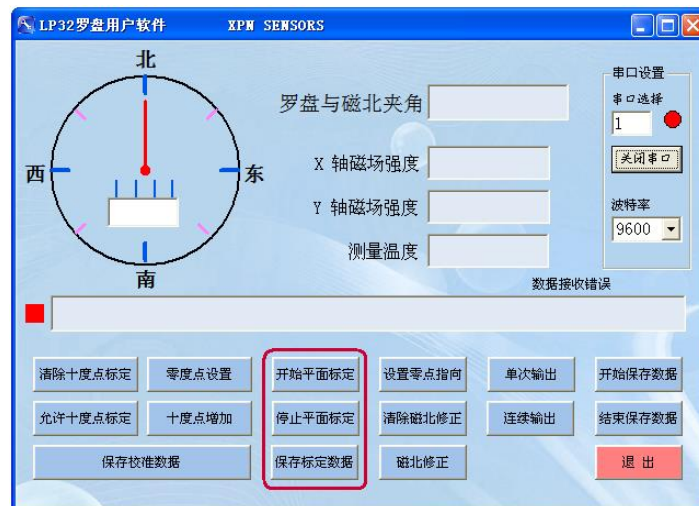 LP32罗盘用户软件 XPN SENSORS
北
西
东
南
罗盘与磁北夹角
X 轴磁场强度
Y 轴磁场强度
测量温度
串口设置
串口选择
1
关闭串口
波特率
9600
数据接收错误
清除十度点标定 零度点设置 开始平面标定 设置零点指向 单次输出 开始保存数据
允许十度点标定 十度点增加 停止平面标定 清除磁北修正 连续输出 结束保存数据
保存校准数据 保存标定数据 磁北修正 退 出